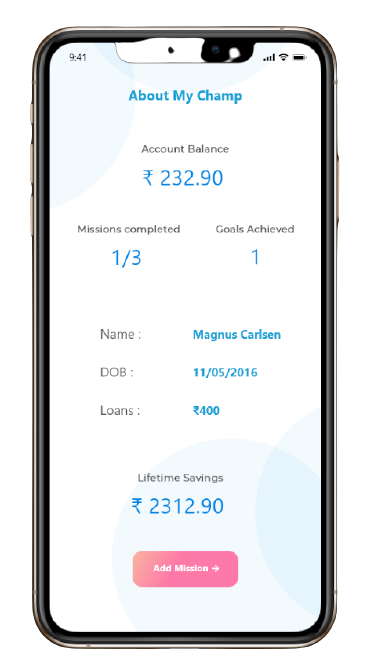 9:41
About My Champ
Account Balance
₹ 232.90
Missions completed Goals Achieved
1/3 1
Name : Magnus Carlsen
DOB : 11/05/2016
Loans : ₹400
Lifetime Savings
₹ 2312.90
Add Mission →